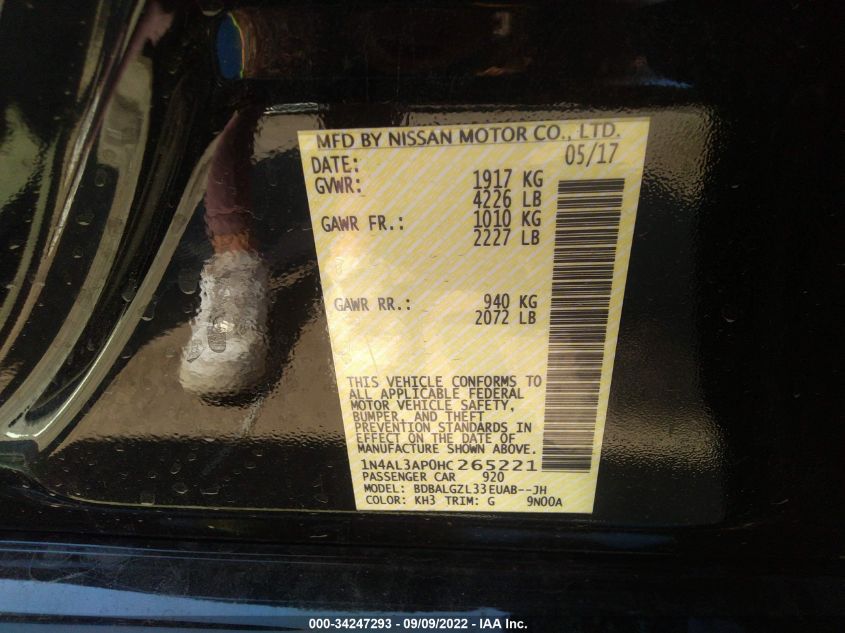 MFD BY NISSAN MOTOR CO., LTD.
DATE: 05/17
GVWR: 1917 KG
4226 LB
GAWR FR.: 1010 KG
2227 LB
GAWR RR.: 940 KG
2072 LB
THIS VEHICLE CONFORMS TO
ALL APPLICABLE FEDERAL
MOTOR VEHICLE SAFETY,
BUMPER, AND THEFT
PREVENTION STANDARDS IN
EFFECT ON THE DATE OF
MANUFACTURE SHOWN ABOVE.
1N4AL3AP0HC265221
PASSENGER CAR 920
MODEL: BDBALGZL33EUAB--JH
COLOR: KH3 TRIM: G 9N00A
000-34247293 - 09/09/2022 - IAA Inc.